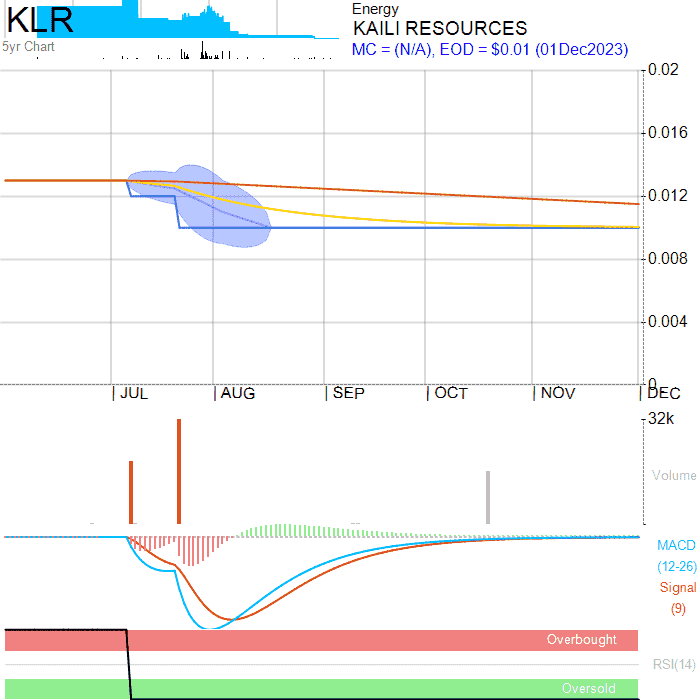 KLR
Energy
KAILI RESOURCES
5yr Chart
MC = (N/A), EOD = $0.01 (01Dec2023)
0.02
0.016
0.012
0.008
0.004
0
JUL AUG SEP OCT NOV DEC
32k
Volume
MACD
(12-26)
Signal
(9)
Overbought
RSI(14)
Oversold